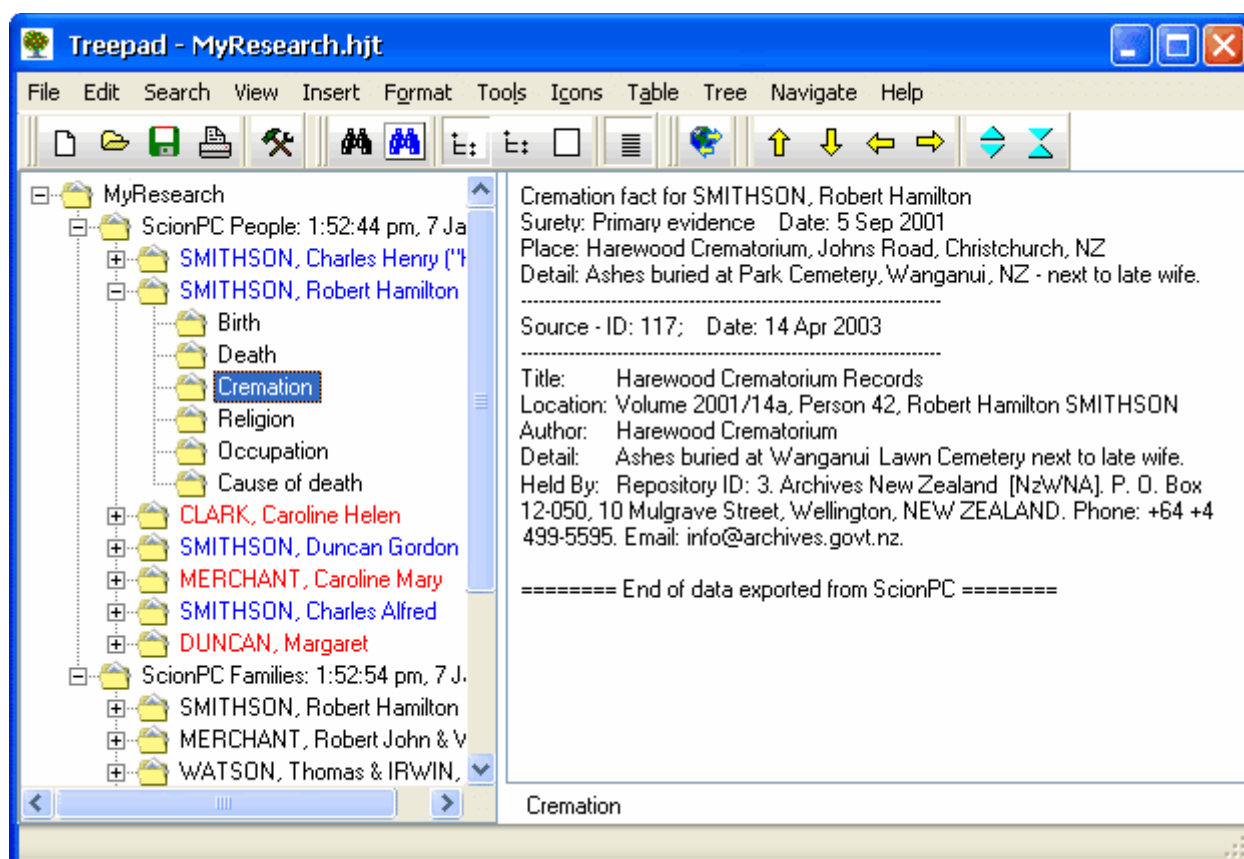 Treepad - MyResearch.hjt
File Edit Search View Insert Format Tools Icons Table Tree Navigate Help
MyResearch
ScionPC People: 1:52:44 pm, 7 Ja
SMITHSON, Charles Henry ("H
SMITHSON, Robert Hamilton
Birth
Death
Cremation
Religion
Occupation
Cause of death
CLARK, Caroline Helen
SMITHSON, Duncan Gordon
MERCHANT, Caroline Mary
SMITHSON, Charles Alfred
DUNCAN, Margaret
ScionPC Families: 1:52:54 pm, 7 J
SMITHSON, Robert Hamilton
MERCHANT, Robert John & V
WATSON, Thomas & IRWIN,
Cremation fact for SMITHSON, Robert Hamilton
Surety: Primary evidence Date: 5 Sep 2001
Place: Harewood Crematorium, Johns Road, Christchurch, NZ
Detail: Ashes buried at Park Cemetery, Wanganui, NZ - next to late wife.
----------------------------------------------------------------------
Source - ID: 117; Date: 14 Apr 2003
----------------------------------------------------------------------
Title: Harewood Crematorium Records
Location: Volume 2001/14a, Person 42, Robert Hamilton SMITHSON
Author: Harewood Crematorium
Detail: Ashes buried at Wanganui Lawn Cemetery next to late wife.
Held By: Repository ID: 3. Archives New Zealand [NzWNA]. P. O. Box
12-050, 10 Mulgrave Street, Wellington, NEW ZEALAND. Phone: +64 +4
499-5595. Email: info@archives.govt.nz.
======== End of data exported from ScionPC ========
Cremation